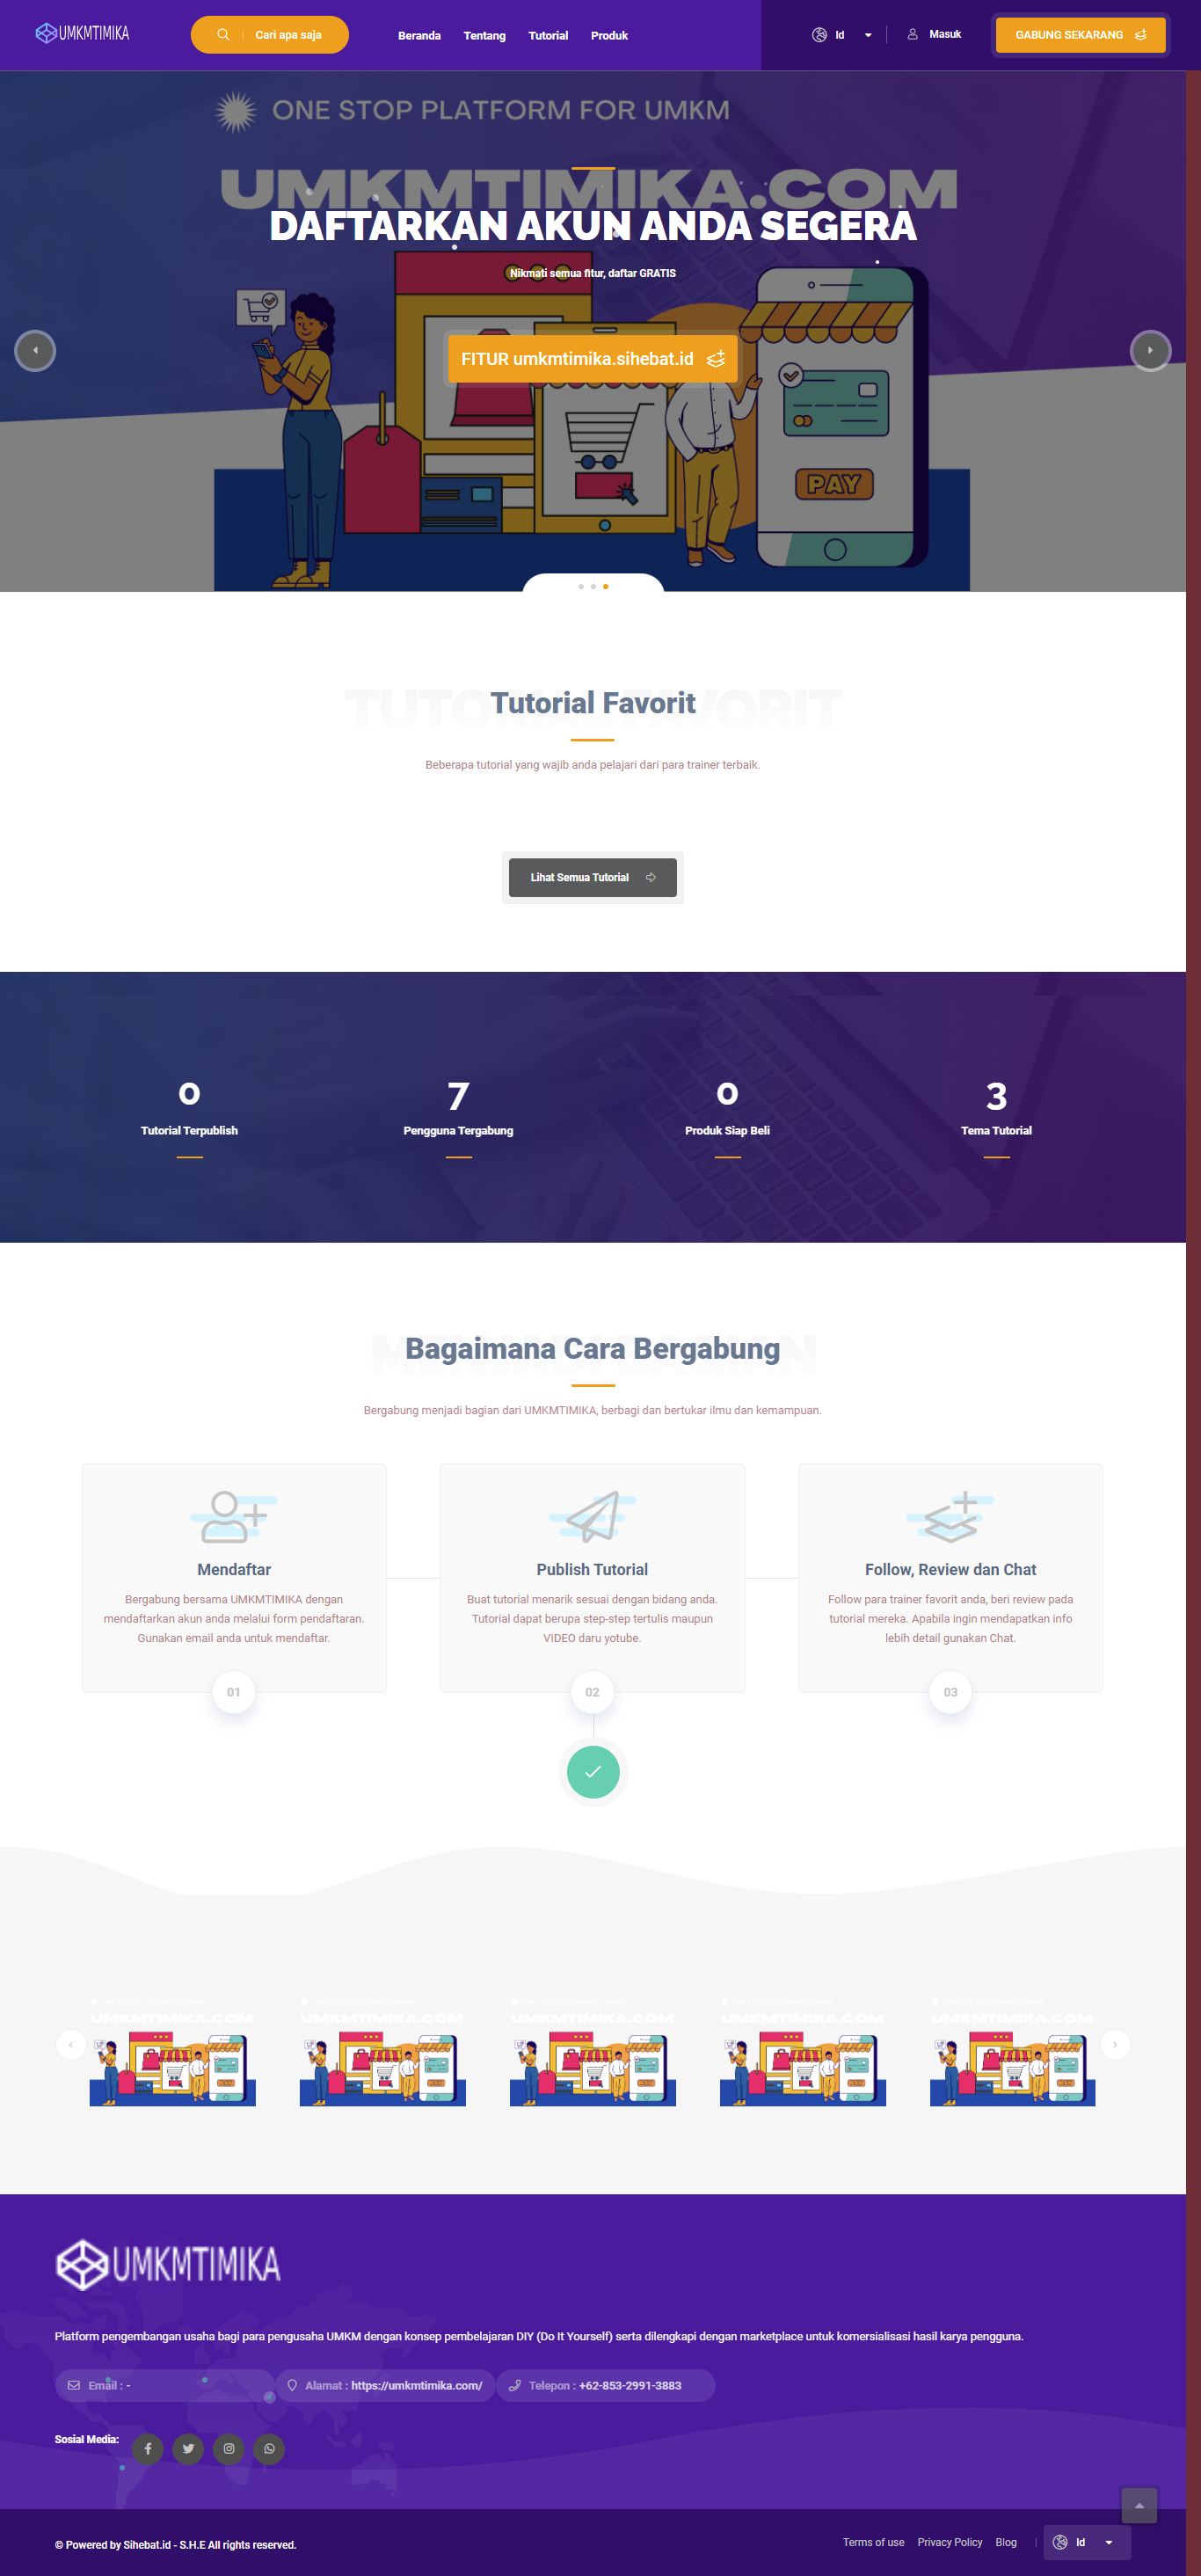 UMKMTIMIKA
Cari apa saja
Beranda
Tentang
Tutorial
Produk
Id
Masuk
GABUNG SEKARANG
ONE STOP PLATFORM FOR UMKM
UMKMTIMIKA.COM
DAFTARKAN AKUN ANDA SEGERA
Nikmati semua fitur, daftar GRATIS
FITUR umkmtimika.sihebat.id
PAY
TUTORIAL FAVORIT
Tutorial Favorit
Beberapa tutorial yang wajib anda pelajari dari para trainer terbaik.
Lihat Semua Tutorial
0
Tutorial Terpublish
7
Pengguna Tergabung
0
Produk Siap Beli
3
Tema Tutorial
MENJADI BAGIAN
Bagaimana Cara Bergabung
Bergabung menjadi bagian dari UMKMTIMIKA, berbagi dan bertukar ilmu dan kemampuan.
Mendaftar
Bergabung bersama UMKMTIMIKA dengan
mendaftarkan akun anda melalui form pendaftaran.
Gunakan email anda untuk mendaftar.
01
Publish Tutorial
Buat tutorial menarik sesuai dengan bidang anda.
Tutorial dapat berupa step-step tertulis maupun
VIDEO daru yotube.
02
Follow, Review dan Chat
Follow para trainer favorit anda, beri review pada
tutorial mereka. Apabila ingin mendapatkan info
lebih detail gunakan Chat.
03
UMKMTIMIKA.COM
UMKMTIMIKA.COM
UMKMTIMIKA.COM
UMKMTIMIKA.COM
UMKMTIMIKA.COM
UMKMTIMIKA
Platform pengembangan usaha bagi para pengusaha UMKM dengan konsep pembelajaran DIY (Do It Yourself) serta dilengkapi dengan marketplace untuk komersialisasi hasil karya pengguna.
Email : -
Alamat : https://umkmtimika.com/
Telepon : +62-853-2991-3883
Sosial Media:
© Powered by Sihebat.id - S.H.E All rights reserved.
Terms of use
Privacy Policy
Blog
Id